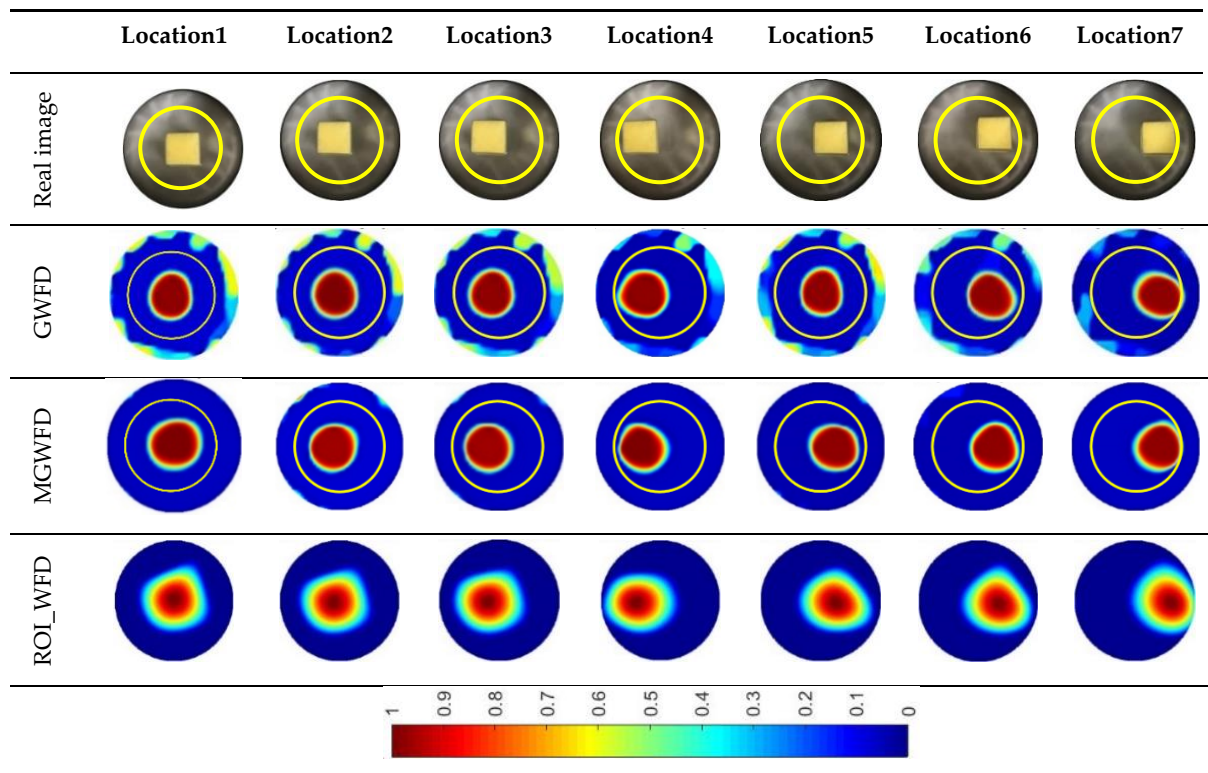 Location1 Location2 Location3 Location4 Location5 Location6 Location7
Real image
GWFD
MGWFD
ROI_WFD
1 0.9 0.8 0.7 0.6 0.5 0.4 0.3 0.2 0.1 0